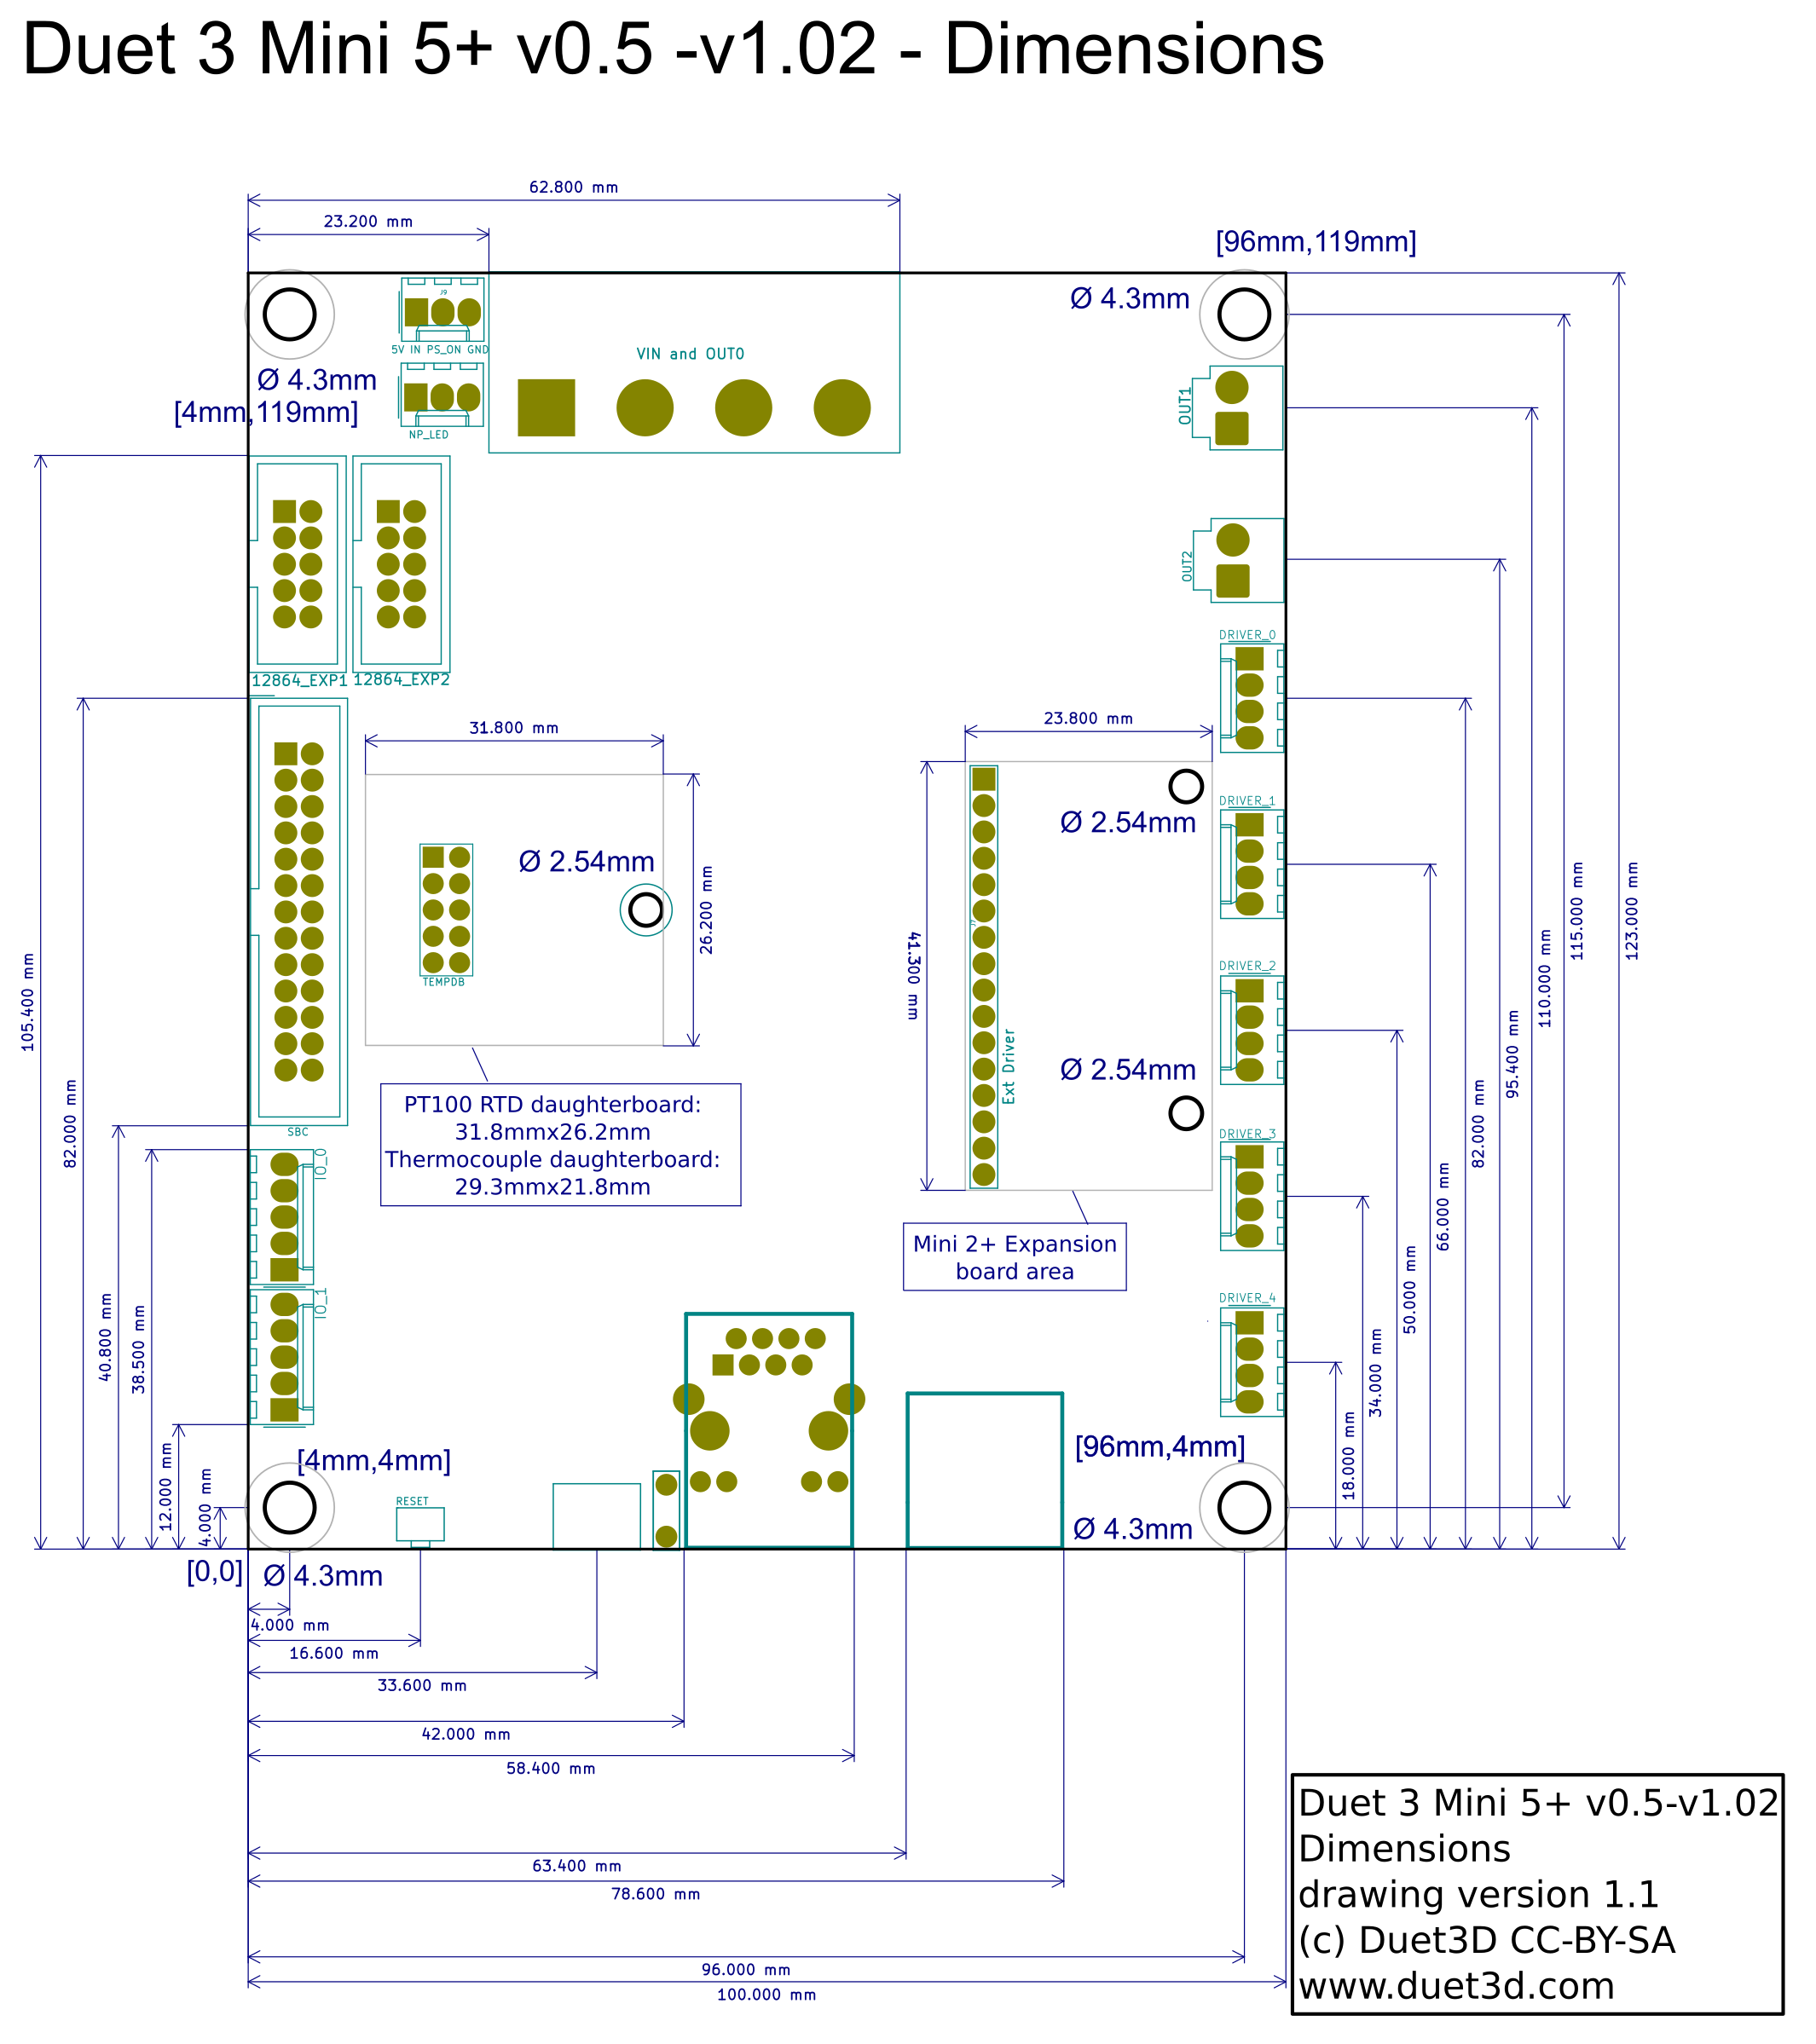 Duet 3 Mini 5+ v0.5 -v1.02 - Dimensions
62.800 mm
23.200 mm
[96mm,119mm]
J9
5V IN PS_ON GND
Ø 4.3mm
VIN and OUT0
Ø 4.3mm
[4mm,119mm]
NP_LED
OUT1
OUT2
DRIVER_0
12864_EXP1
12864_EXP2
31.800 mm
23.800 mm
DRIVER_1
Ø 2.54mm
Ø 2.54mm
26.200 mm
41.300 mm
TEMPDB
DRIVER_2
Ext Driver
Ø 2.54mm
105.400 mm
82.000 mm
40.800 mm
38.500 mm
12.000 mm
4.000 mm
SBC
PT100 RTD daughterboard:
31.8mmx26.2mm
Thermocouple daughterboard:
29.3mmx21.8mm
DRIVER_3
IO_0
Mini 2+ Expansion
board area
IO_1
DRIVER_4
18.000 mm
34.000 mm
50.000 mm
66.000 mm
82.000 mm
95.400 mm
110.000 mm
115.000 mm
123.000 mm
[4mm,4mm]
[96mm,4mm]
RESET
Ø 4.3mm
[0,0]
Ø 4.3mm
4.000 mm
16.600 mm
33.600 mm
42.000 mm
58.400 mm
63.400 mm
78.600 mm
96.000 mm
100.000 mm
Duet 3 Mini 5+ v0.5-v1.02
Dimensions
drawing version 1.1
(c) Duet3D CC-BY-SA
www.duet3d.com